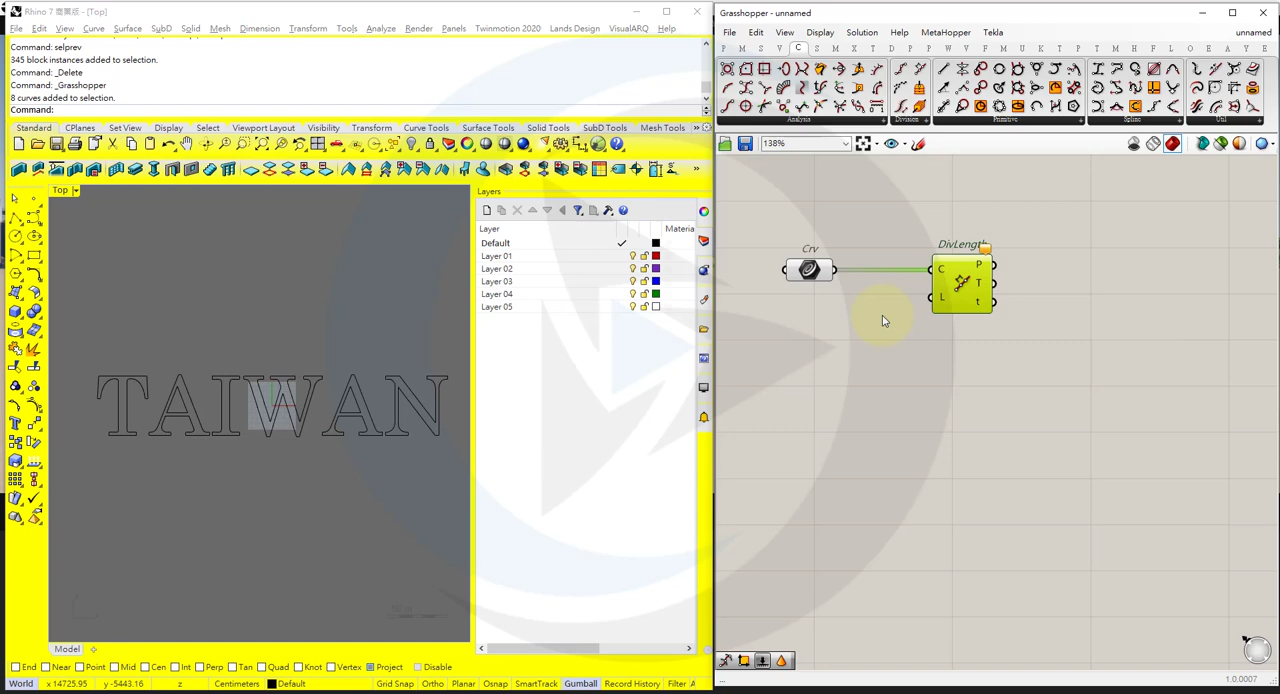 Rhino 7 商業版 - [Top]
File Edit View Curve Surface SubD Solid Mesh Dimension Transform Tools Analyze Render Panels Twinmotion 2020 Lands Design VisualARQ Help
Command: selprev
345 block instances added to selection.
Command: _Delete
Command: _Grasshopper
8 curves added to selection.
Command:
Standard CPlanes Set View Display Select Viewport Layout Visibility Transform Curve Tools Surface Tools Solid Tools SubD Tools Mesh Tools
Top
Layers
Layer Materia
Default
Layer 01
Layer 02
Layer 03
Layer 04
Layer 05
TAIWAN
Model
End Near Point Mid Cen Int Perp Tan Quad Knot Vertex Project Disable
World x 14725.95 y -5443.16 z Centimeters Default Grid Snap Ortho Planar Osnap SmartTrack Gumball Record History Filter
Grasshopper - unnamed
File Edit View Display Solution Help MetaHopper Tekla unnamed
P M S V C S M I T D W V L K E P H F L O E G A B T
Analysis Division Primitive Spline Util
138%
Crv
DivLength
C
L
P
T
t
...
1.0.0007